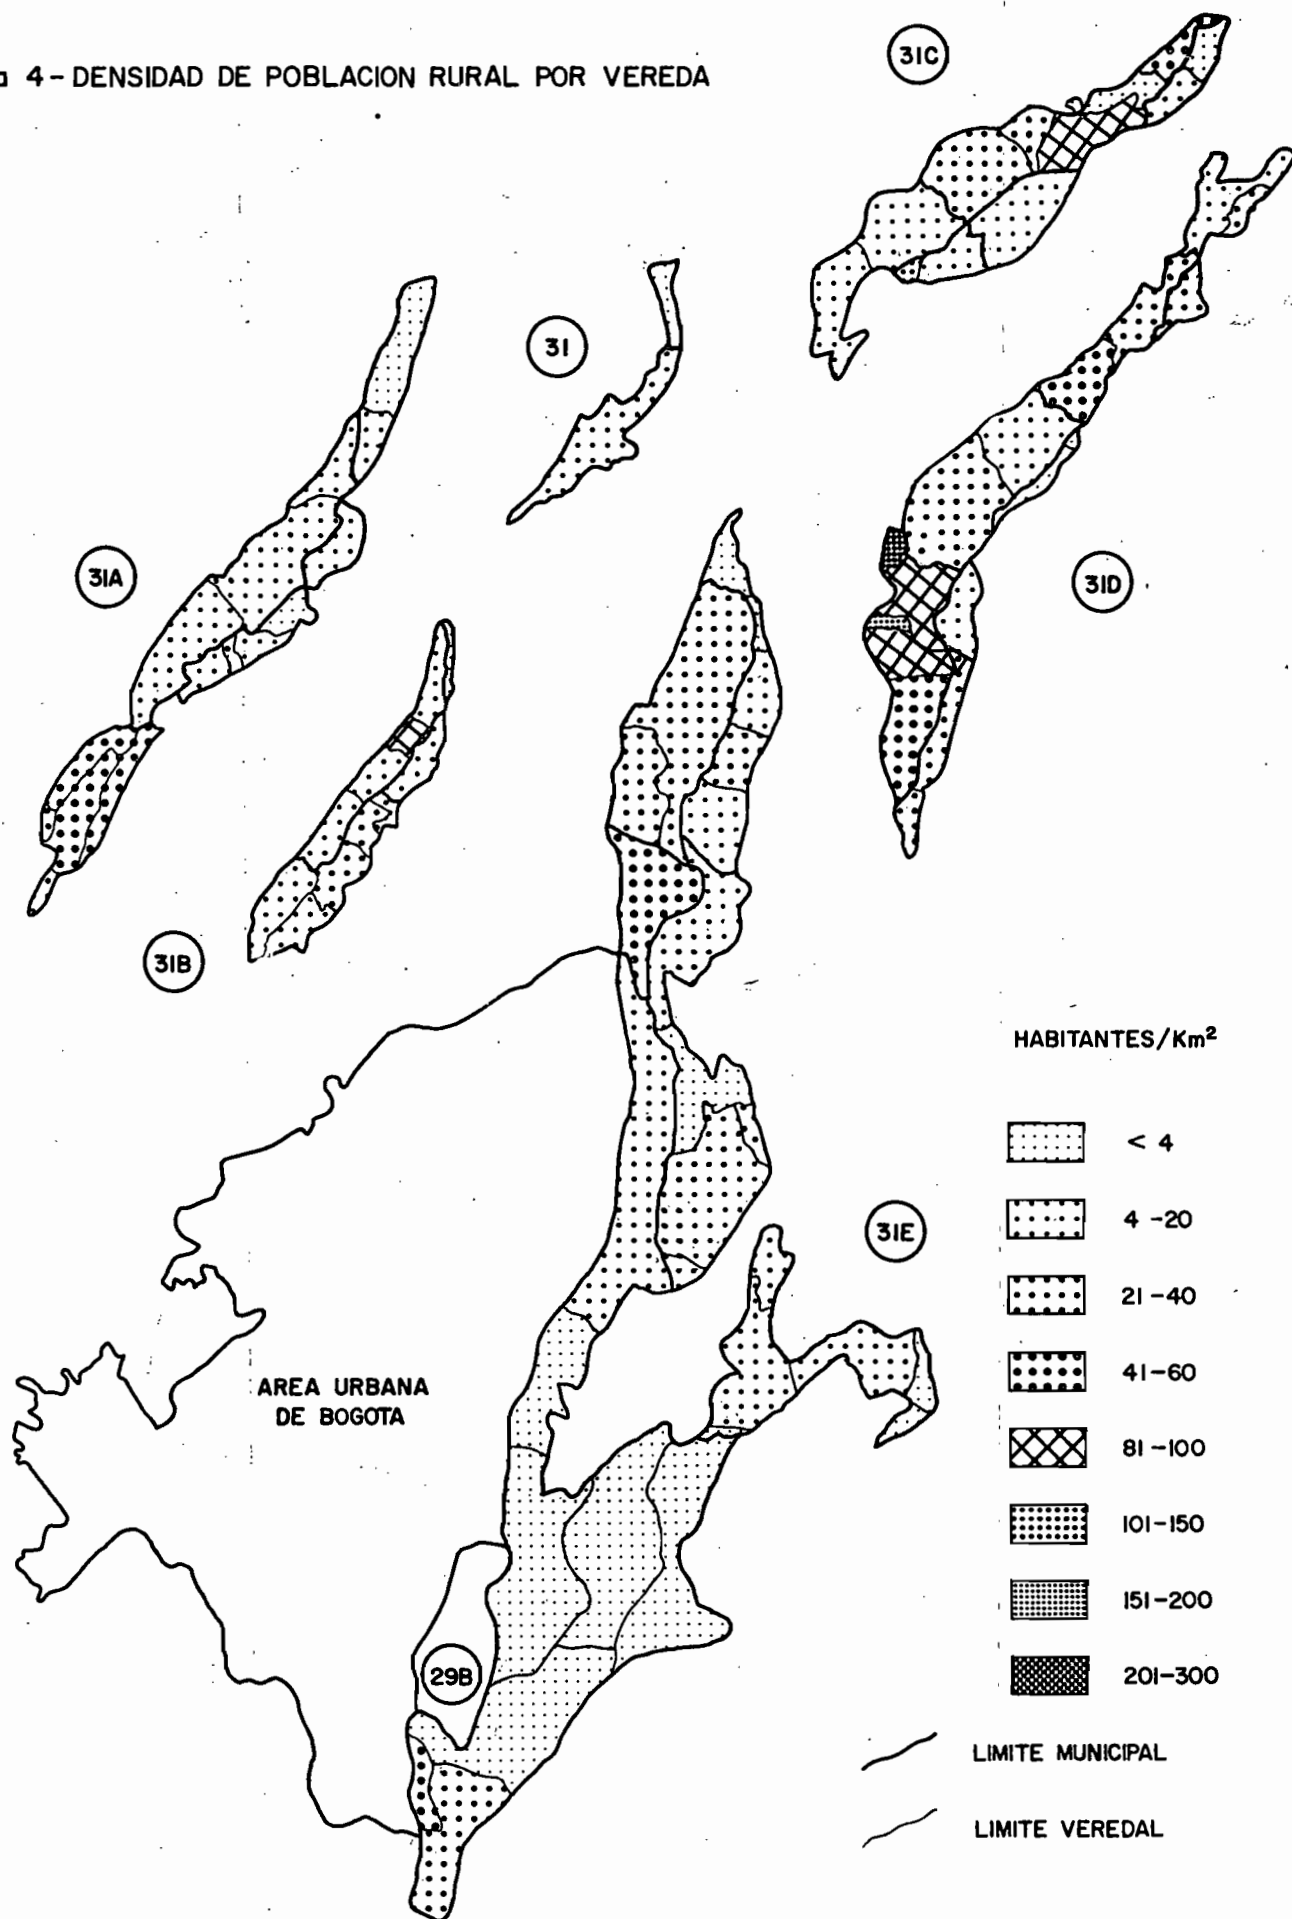 4 - DENSIDAD DE POBLACION RURAL POR VEREDA
31C
31
31A
31D
31B
HABITANTES/Km²
< 4
4 - 20
31E
21 - 40
41 - 60
AREA URBANA
DE BOGOTA
81 - 100
101 - 150
151 - 200
29B
201 - 300
LIMITE MUNICIPAL
LIMITE VEREDAL